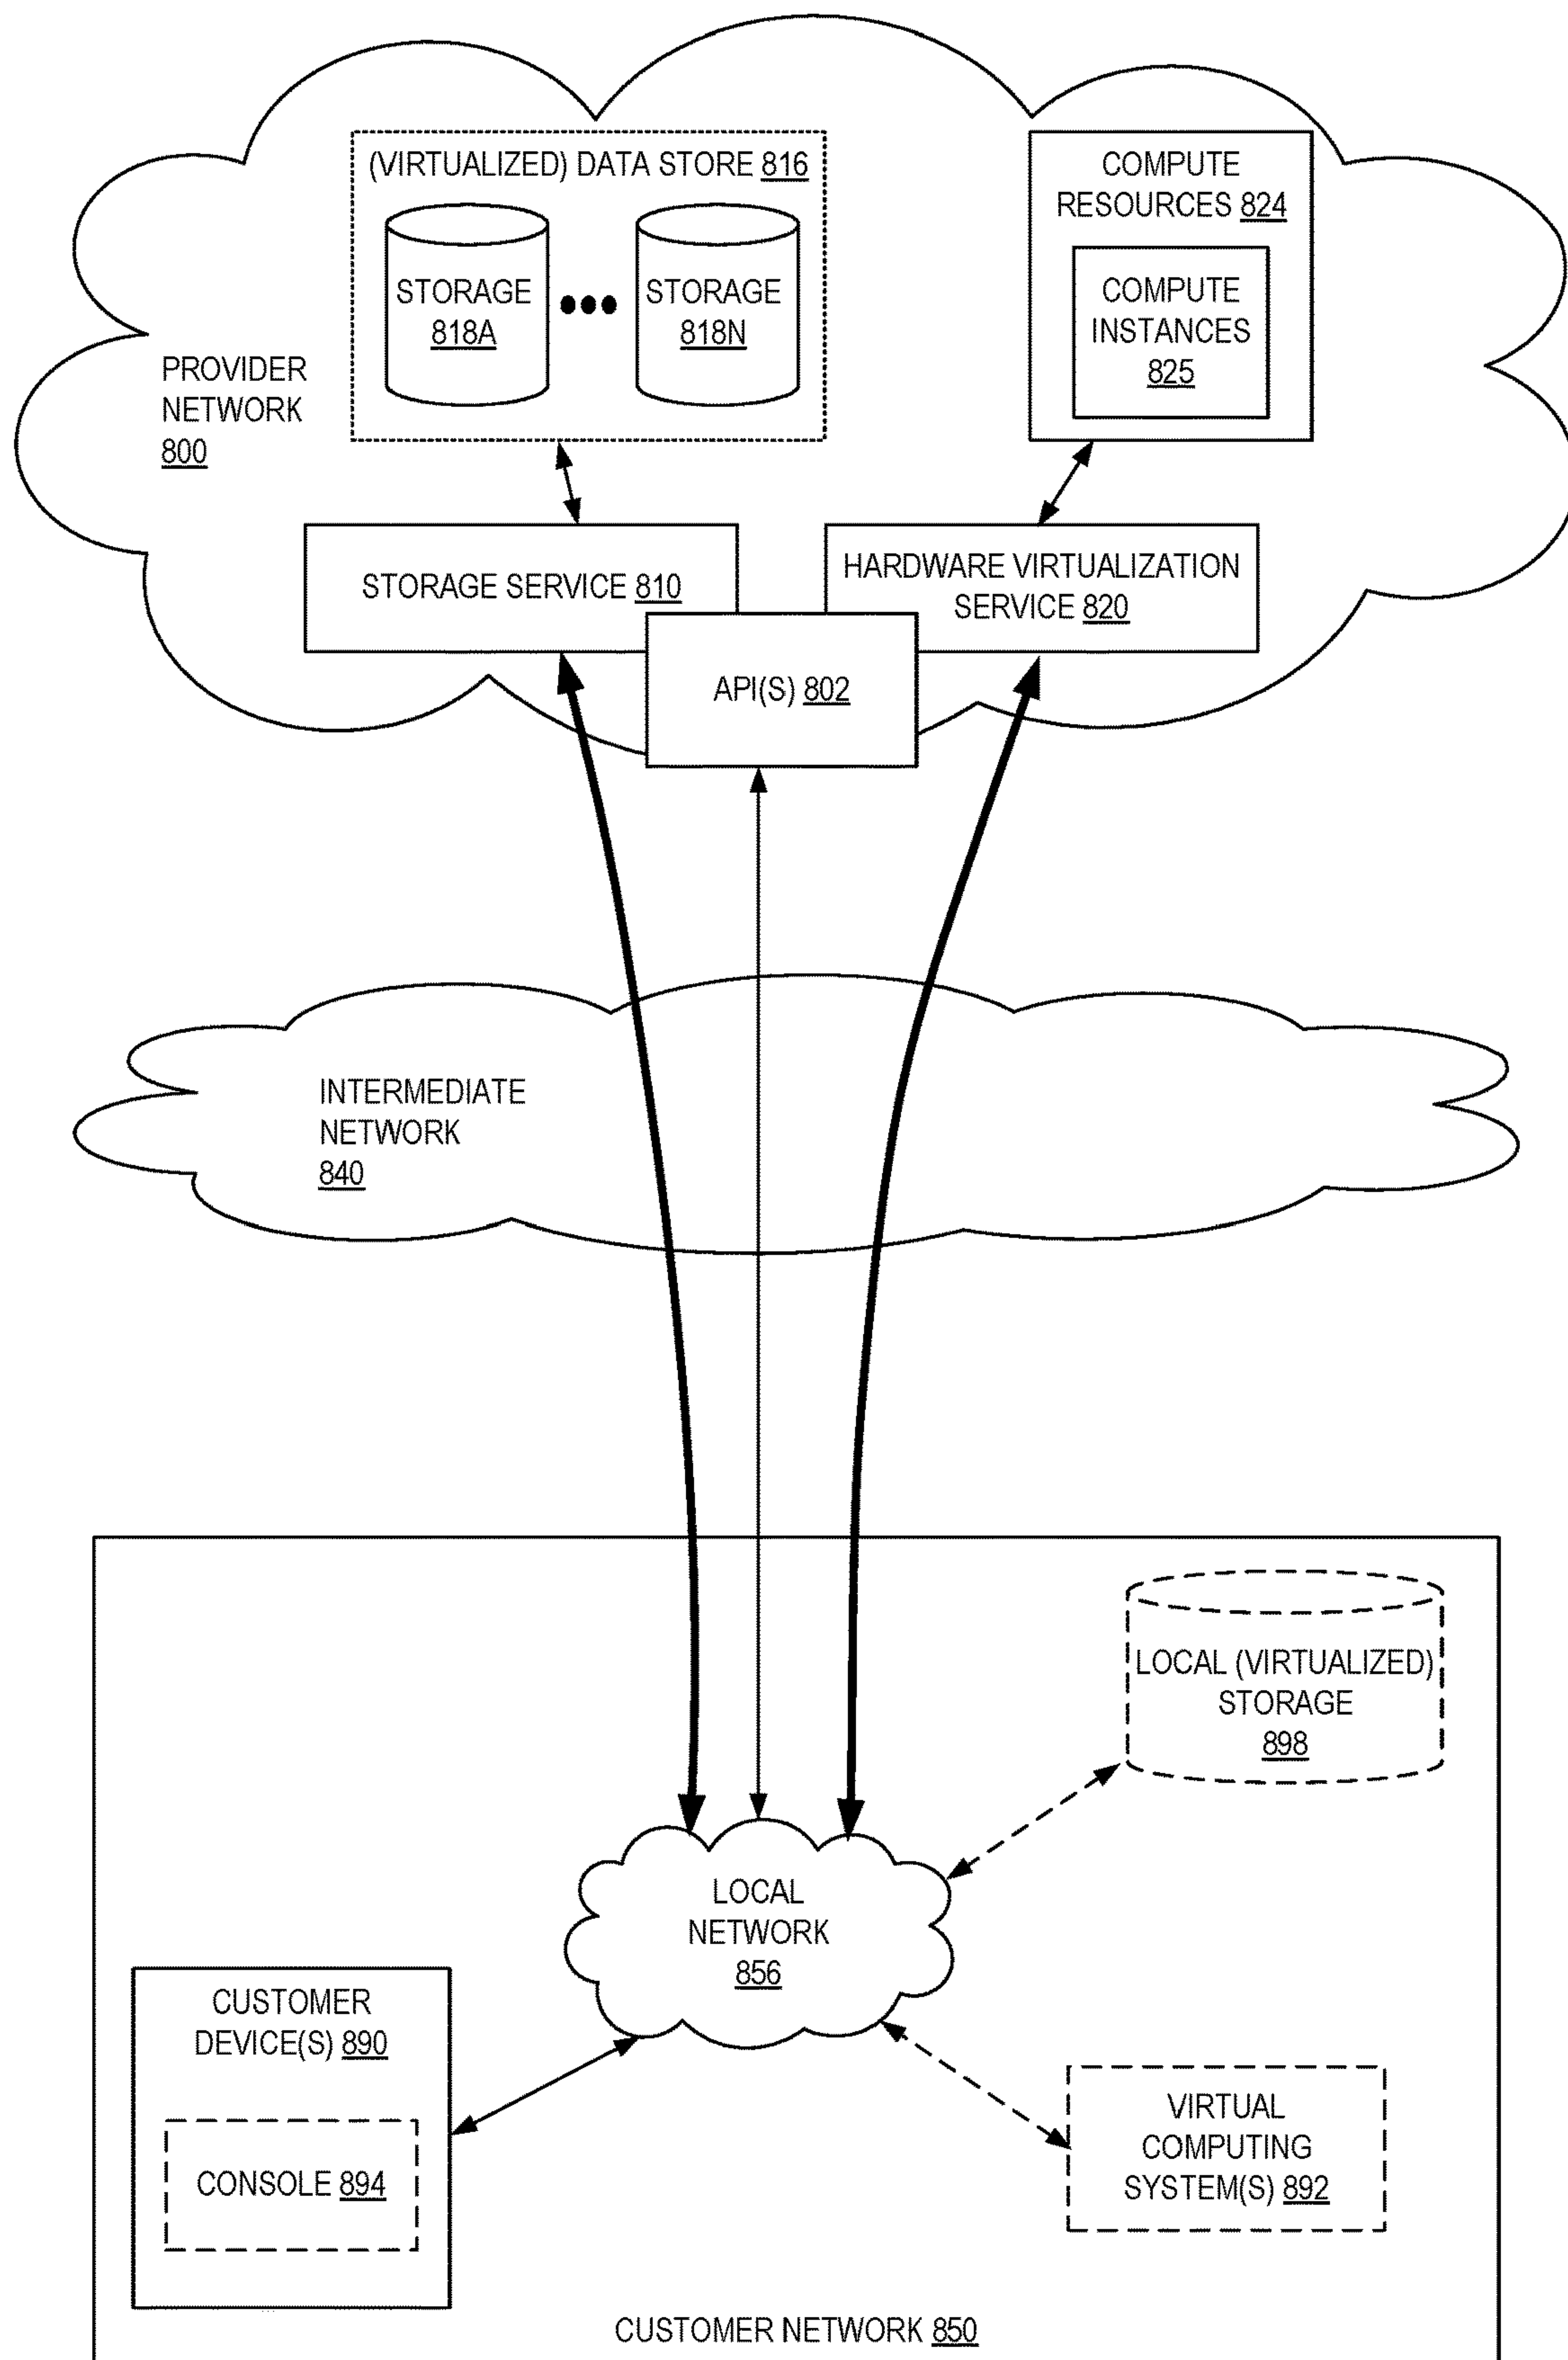 (VIRTUALIZED) DATA STORE 816
STORAGE
818A
STORAGE
818N
COMPUTE
RESOURCES 824
COMPUTE
INSTANCES
825
PROVIDER
NETWORK
800
STORAGE SERVICE 810
HARDWARE VIRTUALIZATION
SERVICE 820
API(S) 802
INTERMEDIATE
NETWORK
840
LOCAL (VIRTUALIZED)
STORAGE
898
LOCAL
NETWORK
856
CUSTOMER
DEVICE(S) 890
CONSOLE 894
VIRTUAL
COMPUTING
SYSTEM(S) 892
CUSTOMER NETWORK 850